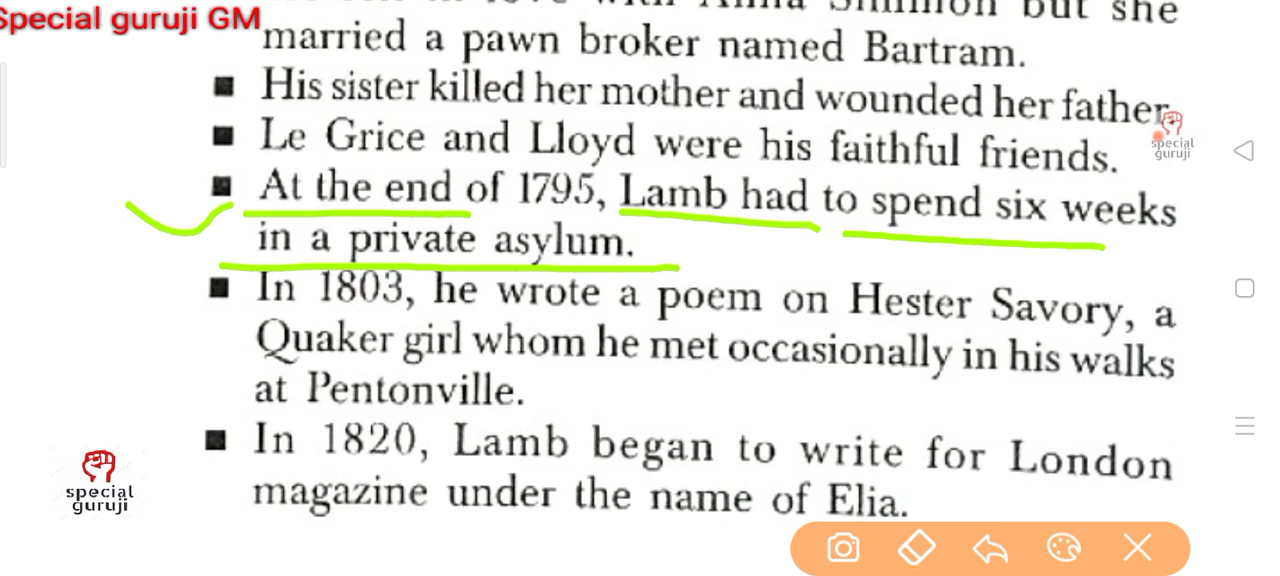 Special guruji GM
married a pawn broker named Bartram.
■ His sister killed her mother and wounded her father.
■ Le Grice and Lloyd were his faithful friends.
special
guruji
■ At the end of 1795, Lamb had to spend six weeks
in a private asylum.
■ In 1803, he wrote a poem on Hester Savory, a
Quaker girl whom he met occasionally in his walks
at Pentonville.
■ In 1820, Lamb began to write for London
magazine under the name of Elia.
special
guruji